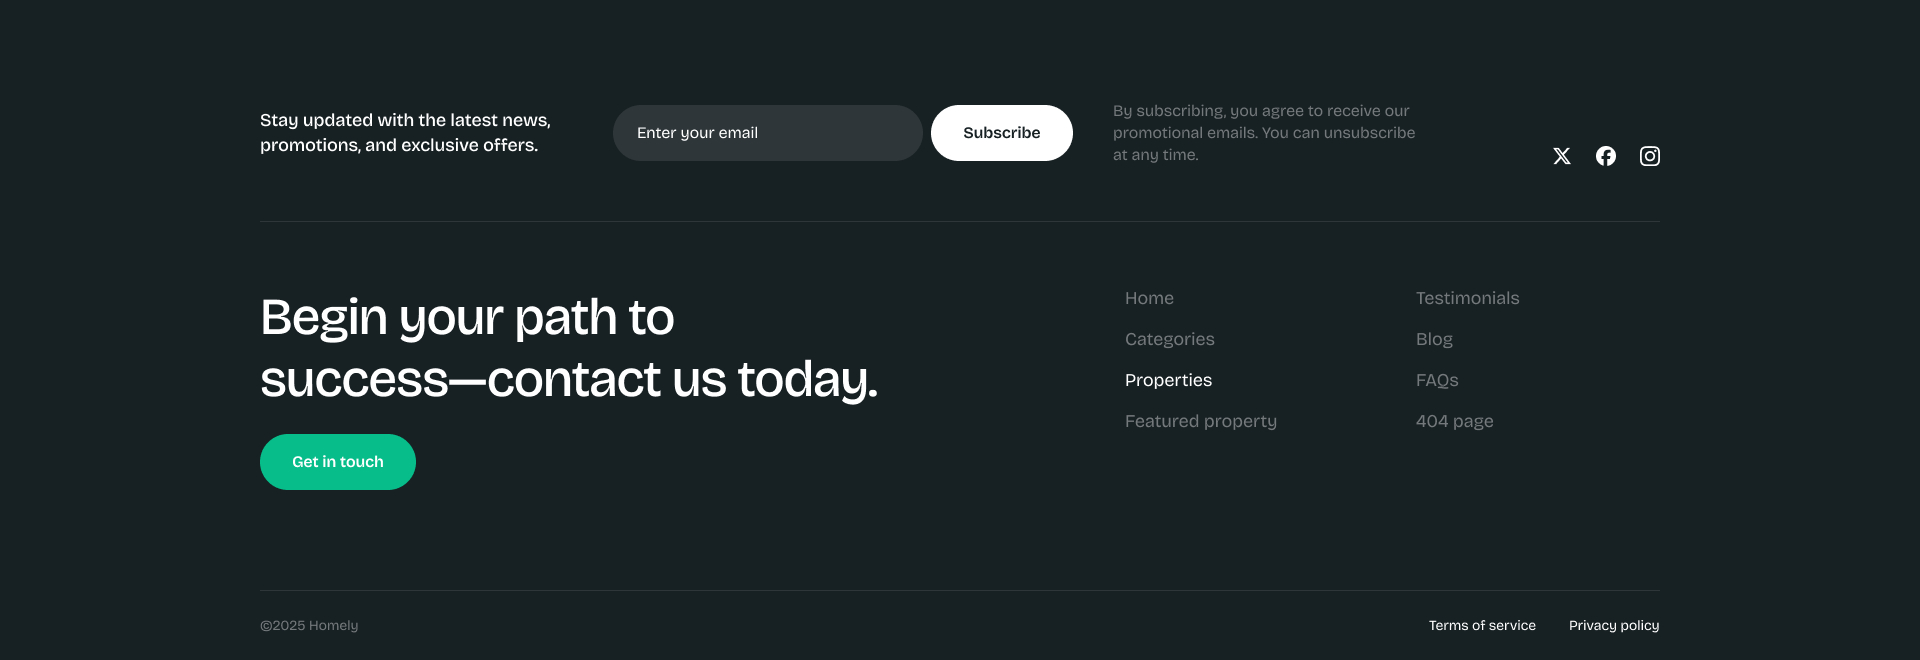 Stay updated with the latest news,
promotions, and exclusive offers.
Enter your email
Subscribe
By subscribing, you agree to receive our
promotional emails. You can unsubscribe
at any time.
Begin your path to
success—contact us today.
Get in touch
Home
Categories
Properties
Featured property
Testimonials
Blog
FAQs
404 page
©2025 Homely
Terms of service
Privacy policy